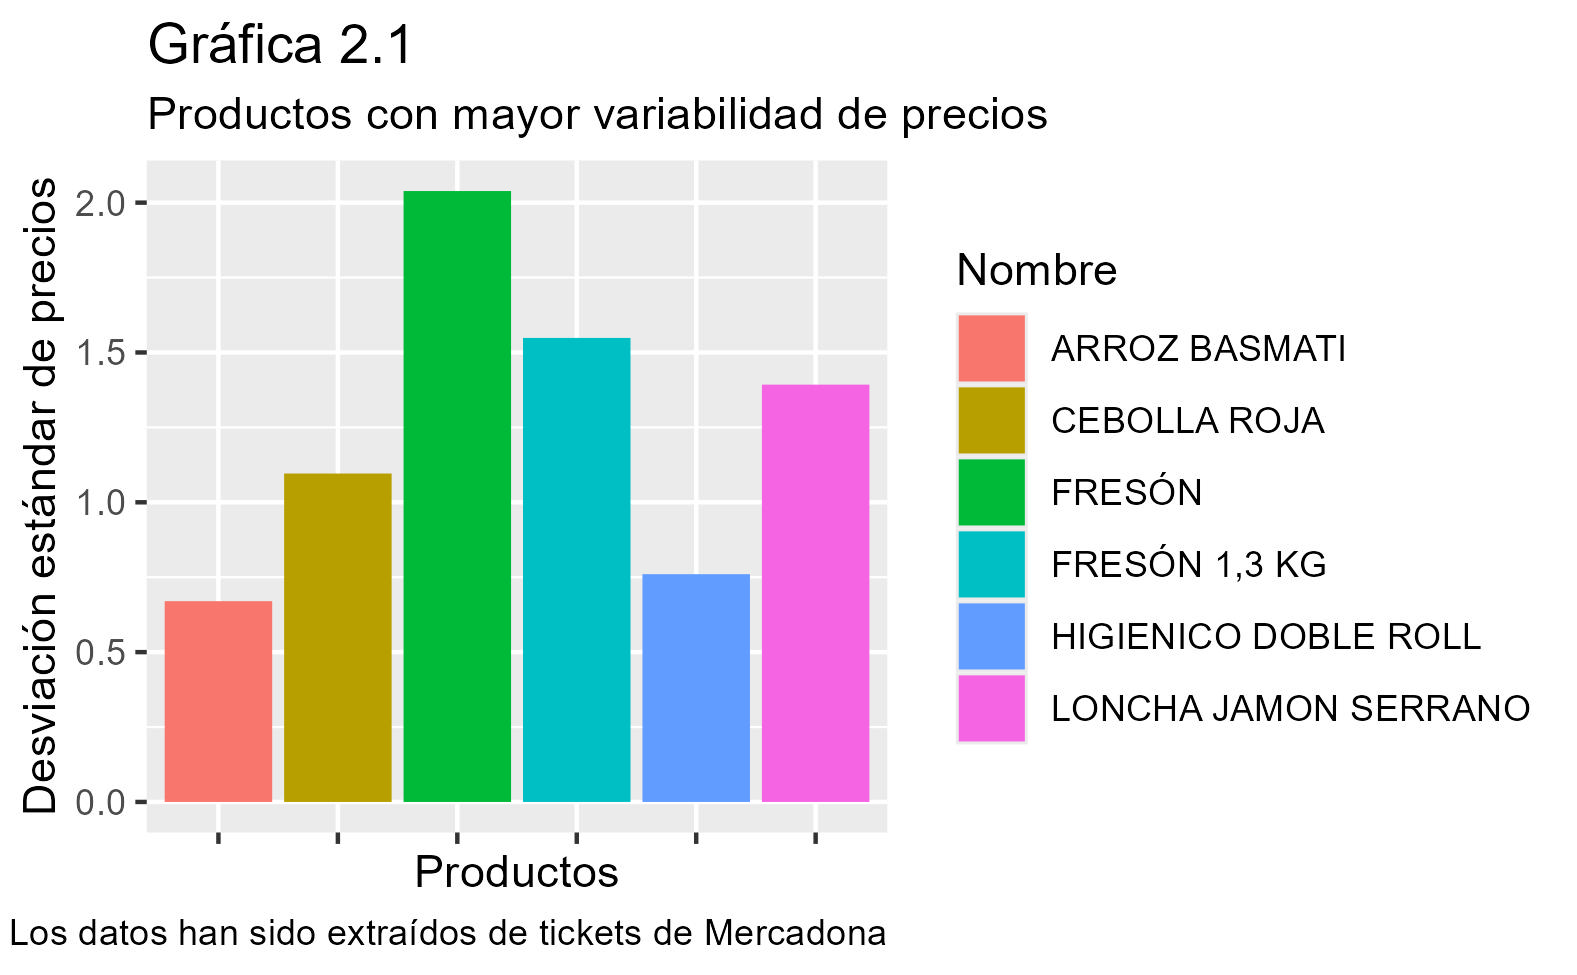 Gráfica 2.1
Productos con mayor variabilidad de precios
Desviación estándar de precios
2.0
1.5
1.0
0.5
0.0
Productos
Nombre
ARROZ BASMATI
CEBOLLA ROJA
FRESÓN
FRESÓN 1,3 KG
HIGIENICO DOBLE ROLL
LONCHA JAMON SERRANO
Los datos han sido extraídos de tickets de Mercadona